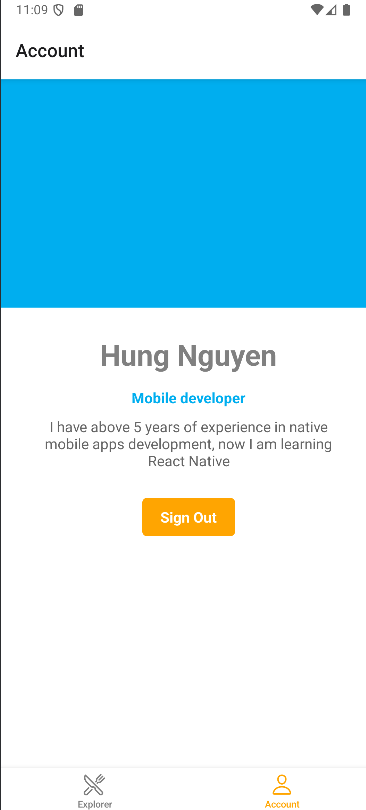 11:09
Account
Hung Nguyen
Mobile developer
I have above 5 years of experience in native
mobile apps development, now I am learning
React Native
Sign Out
Explorer
Account